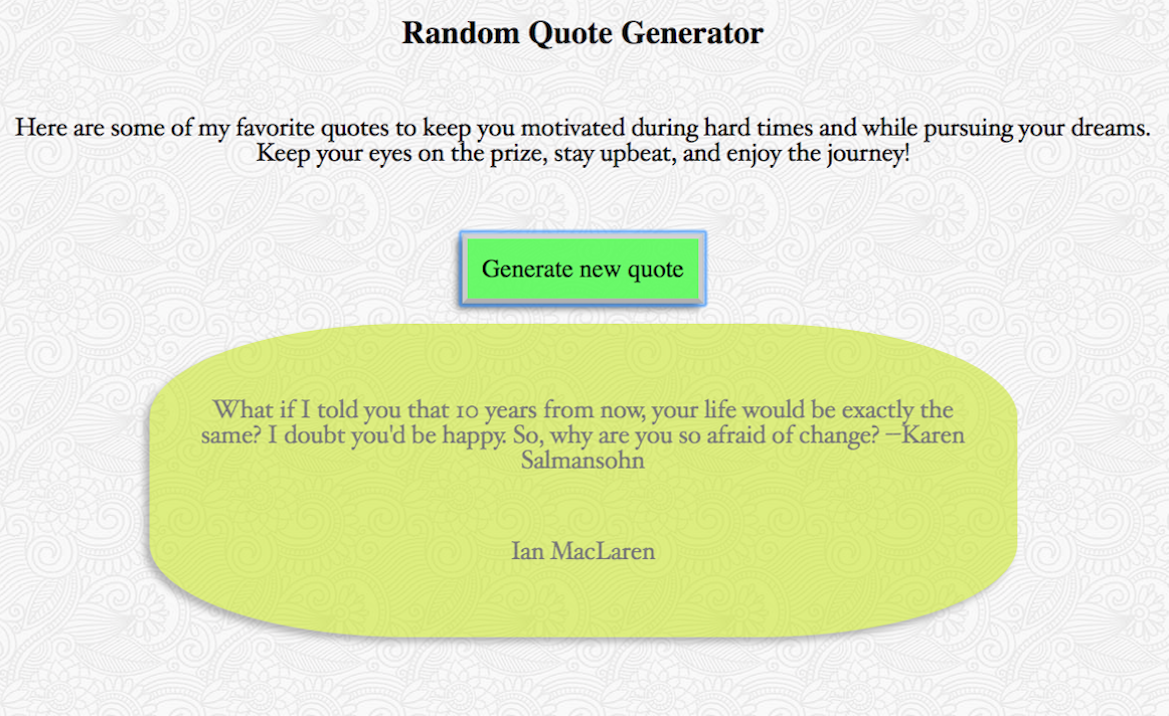 Random Quote Generator
Here are some of my favorite quotes to keep you motivated during hard times and while pursuing your dreams.
Keep your eyes on the prize, stay upbeat, and enjoy the journey!
Generate new quote
What if I told you that 10 years from now, your life would be exactly the
same? I doubt you'd be happy. So, why are you so afraid of change? —Karen
Salmansohn
Ian MacLaren